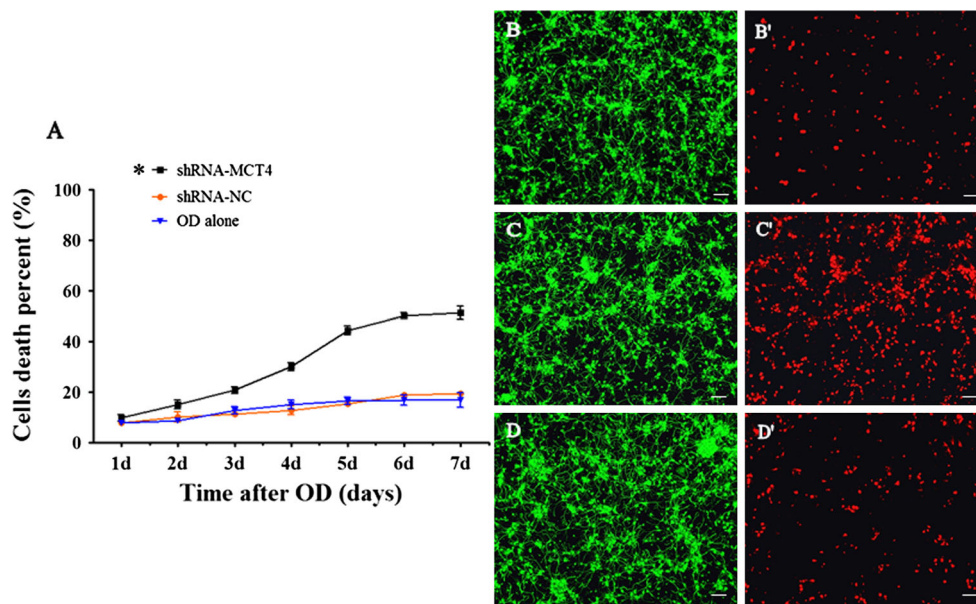 A
* shRNA-MCT4
shRNA-NC
OD alone
Cells death percent (%)
100
80
60
40
20
0
1d 2d 3d 4d 5d 6d 7d
Time after OD (days)
B B'
C C'
D D'